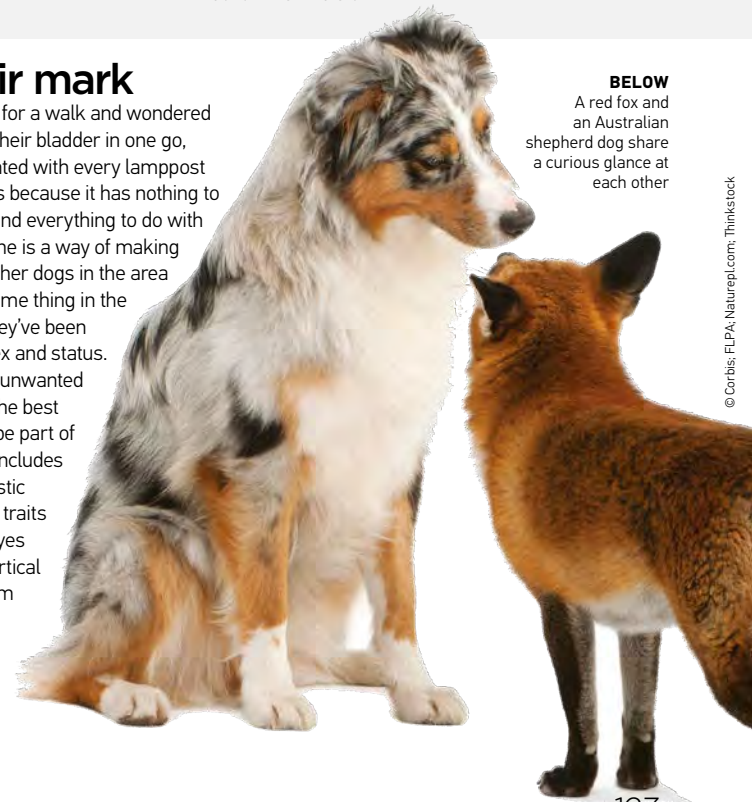 ir mark
for a walk and wondered
heir bladder in one go,
ted with every lamppost
s because it has nothing to
nd everything to do with
ne is a way of making
her dogs in the area
me thing in the
ey've been
x and status.
unwanted
ne best
be part of
ncludes
stic
traits
yes
rtical
m
BELOW
A red fox and
an Australian
shepherd dog share
a curious glance at
each other
© Corbis; FLPA; Naturepl.com; Thinkstock